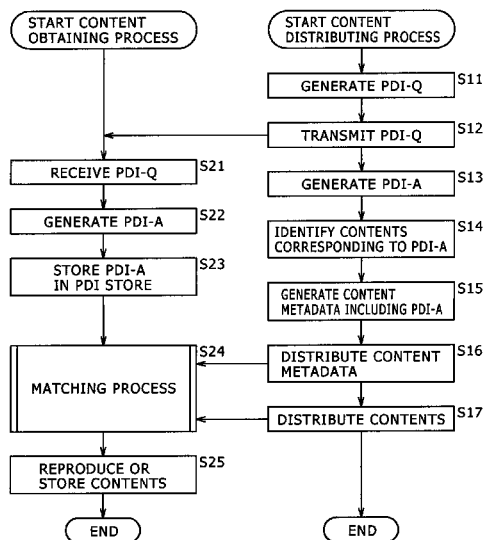 START CONTENT
OBTAINING PROCESS
START CONTENT
DISTRIBUTING PROCESS
S11
GENERATE PDI-Q
S12
TRANSMIT PDI-Q
S21
RECEIVE PDI-Q
S13
GENERATE PDI-A
S22
GENERATE PDI-A
S14
IDENTIFY CONTENTS
CORRESPONDING TO PDI-A
S23
STORE PDI-A
IN PDI STORE
S15
GENERATE CONTENT
METADATA INCLUDING PDI-A
S24
MATCHING PROCESS
S16
DISTRIBUTE CONTENT
METADATA
S17
DISTRIBUTE CONTENTS
S25
REPRODUCE OR
STORE CONTENTS
END
END